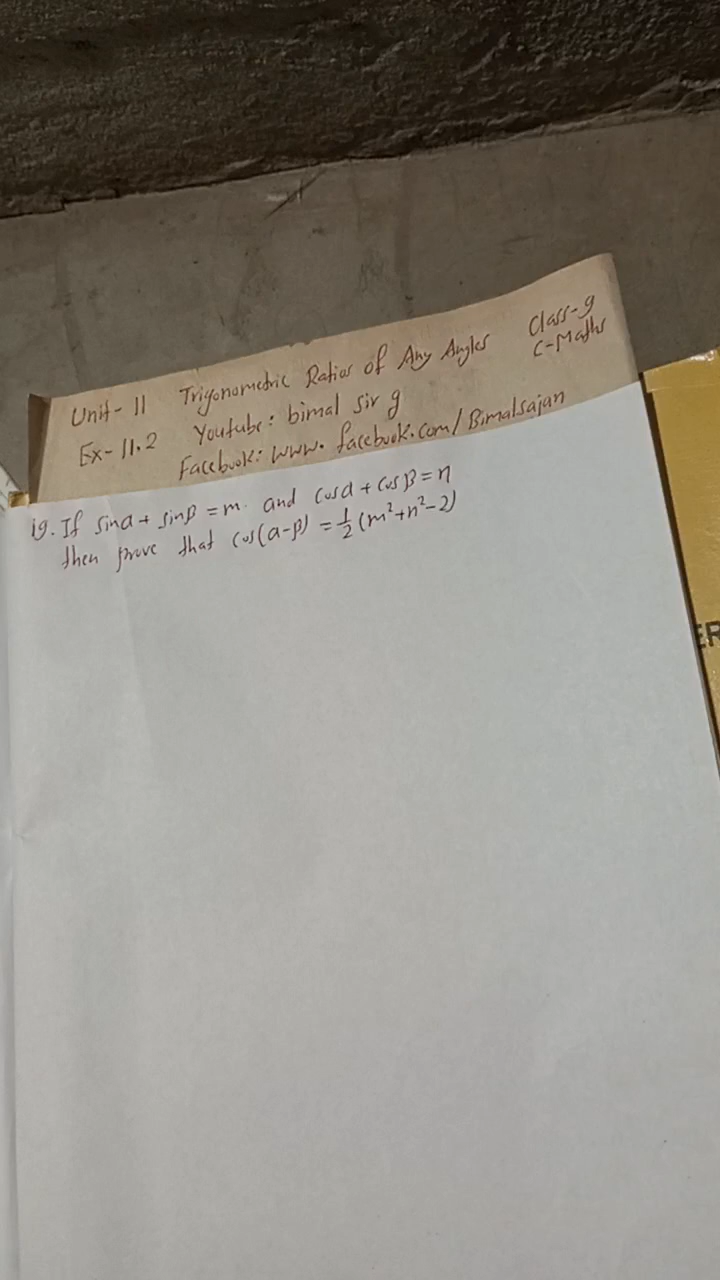 Unit- 11 Trigonometric Ratios of Any Angles Class-9
Ex- 11.2 Youtube: bimal sir g C-Maths
Facebook: www. facebook.com/Bimalsajan
19. If sinα + sinβ = m. and cosα + cosβ = n
then prove that cos(α-β) = 1/2 (m²+n²-2)
ER